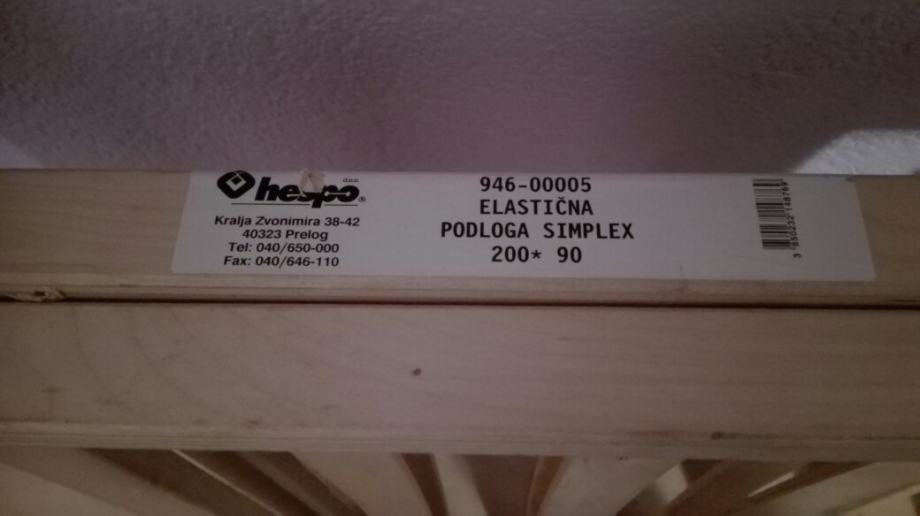 hespo d.o.o. ®
Kralja Zvonimira 38-42
40323 Prelog
Tel: 040/650-000
Fax: 040/646-110
946-00005
ELASTIČNA
PODLOGA SIMPLEX
200* 90